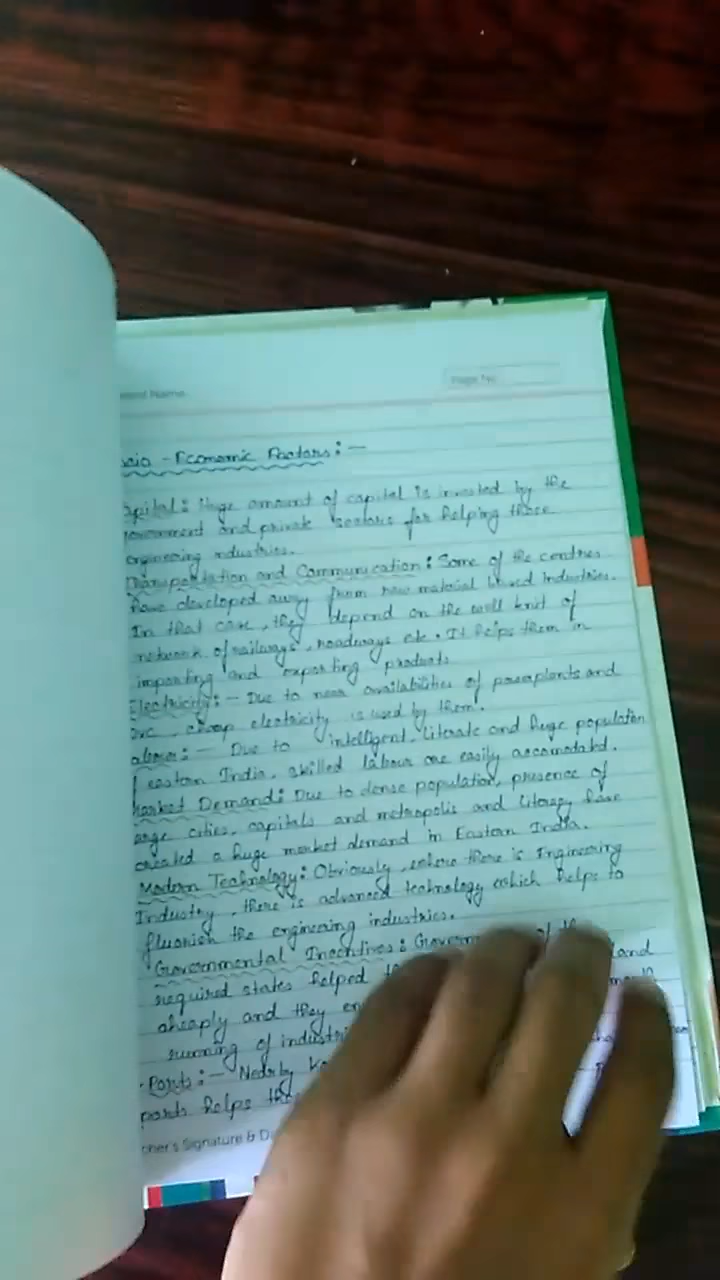 Page No.
Socio-Economic Factors :-
Capital : Huge amount of capital is invested by the
government and private sectors for helping these
engineering industries.
Transportation and Communication : Some of the centres
have developed away from raw material based Industries.
In that case, they depend on the well knit of
network of railways, roadways etc. It helps them in
importing and exporting products
Electricity :- Due to near availabilities of powerplants and
DVC, cheap electricity is used by them.
:- Due to intelligent, literate and huge population
eastern India, skilled labour are easily accomodated.
Market Demand : Due to dense population, presence of
large cities, capitals and metropolis and literacy have
created a huge market demand in Eastern India.
Modern Technology : Obviously, where there is Engineering
Industry, there is advanced technology which helps to
the engineering industries.
Governmental Incentives : of the land
required states helped
cheaply and they
running of
Ports :- Nearby
ports helps
Teacher's Signature &